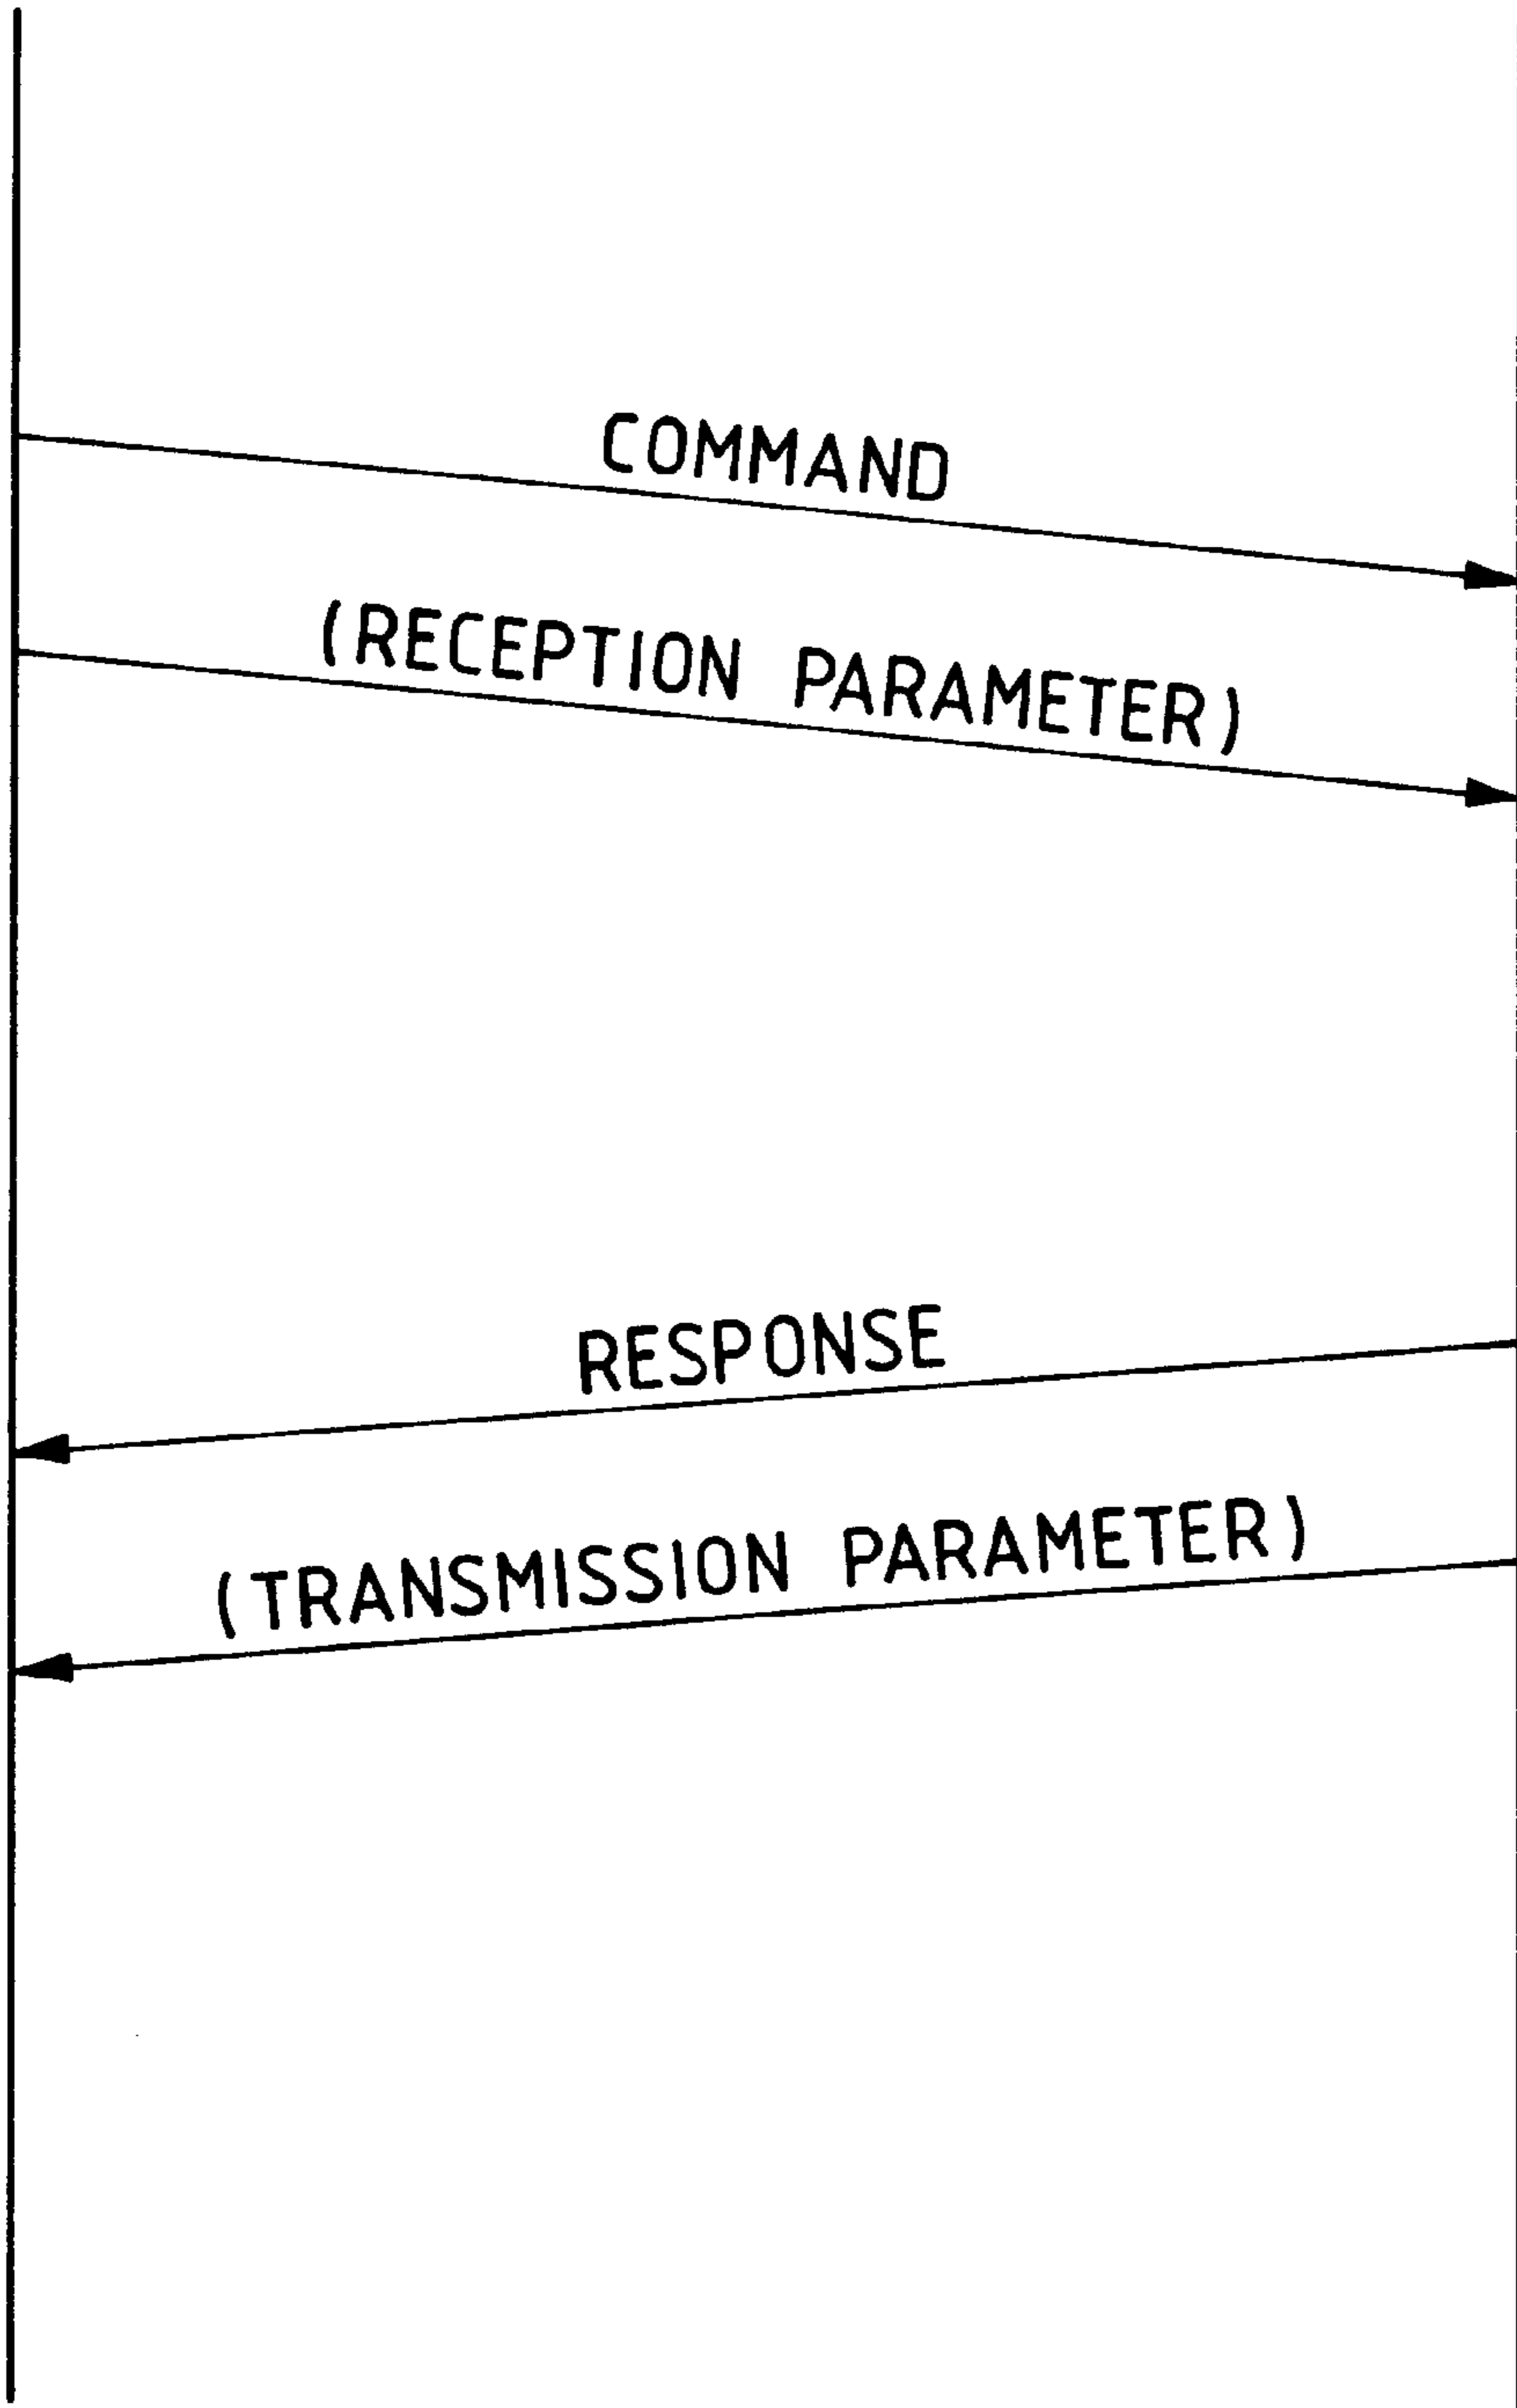 COMMAND
(RECEPTION PARAMETER)
RESPONSE
(TRANSMISSION PARAMETER)